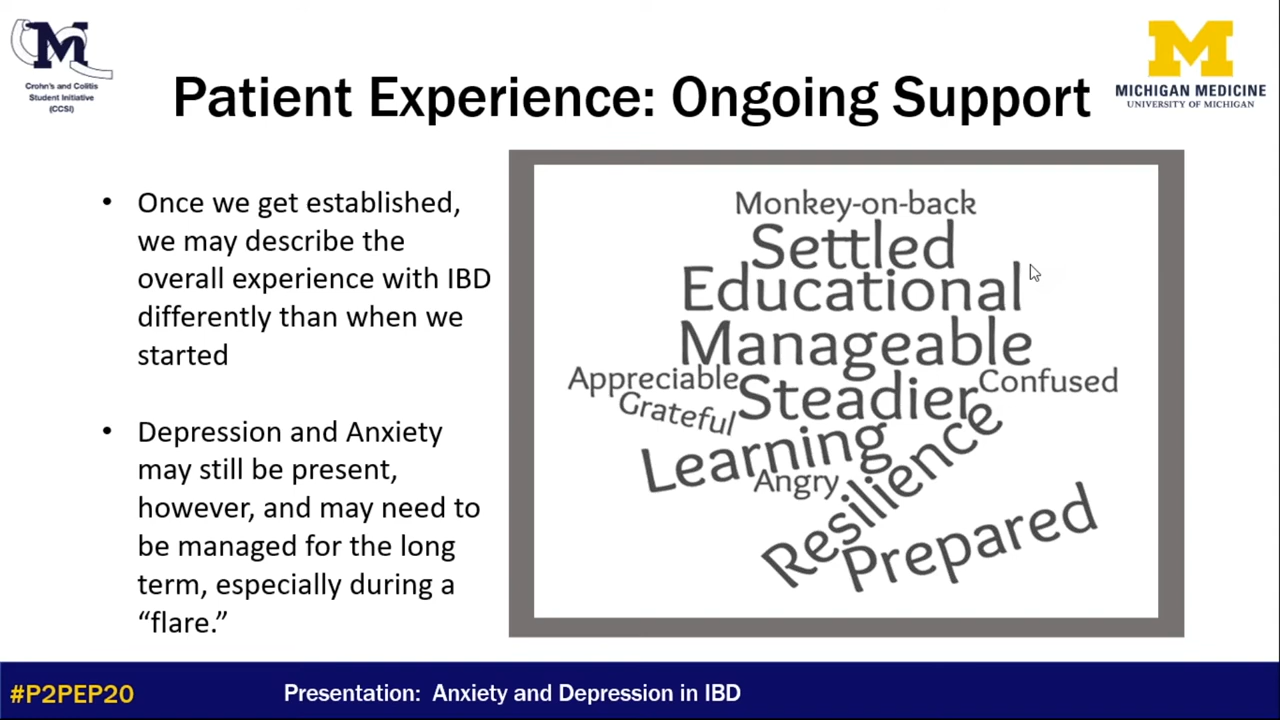 Crohn's and Colitis
Student Initiative
(CCSI)
M
MICHIGAN MEDICINE
UNIVERSITY OF MICHIGAN
Patient Experience: Ongoing Support
• Once we get established,
we may describe the
overall experience with IBD
differently than when we
started
• Depression and Anxiety
may still be present,
however, and may need to
be managed for the long
term, especially during a
“flare.”
Monkey-on-back
Settled
Educational
Manageable
Appreciable
Steadier
Confused
Grateful
Learning
Angry
Resilience
Prepared
#P2PEP20
Presentation: Anxiety and Depression in IBD